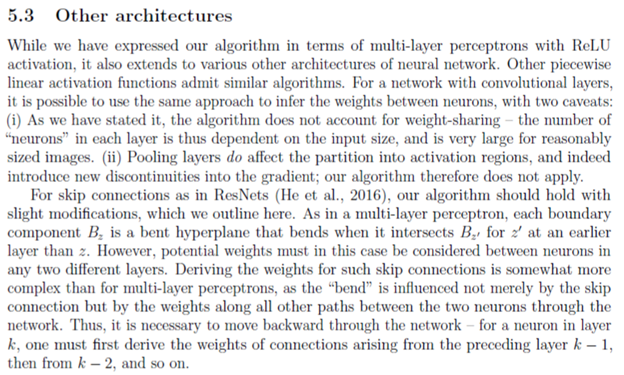 5.3 Other architectures
While we have expressed our algorithm in terms of multi-layer perceptrons with ReLU
activation, it also extends to various other architectures of neural network. Other piecewise
linear activation functions admit similar algorithms. For a network with convolutional layers,
it is possible to use the same approach to infer the weights between neurons, with two caveats:
(i) As we have stated it, the algorithm does not account for weight-sharing – the number of
“neurons” in each layer is thus dependent on the input size, and is very large for reasonably
sized images. (ii) Pooling layers do affect the partition into activation regions, and indeed
introduce new discontinuities into the gradient; our algorithm therefore does not apply.
For skip connections as in ResNets (He et al., 2016), our algorithm should hold with
slight modifications, which we outline here. As in a multi-layer perceptron, each boundary
component B_z is a bent hyperplane that bends when it intersects B_{z′} for z′ at an earlier
layer than z. However, potential weights must in this case be considered between neurons in
any two different layers. Deriving the weights for such skip connections is somewhat more
complex than for multi-layer perceptrons, as the “bend” is influenced not merely by the skip
connection but by the weights along all other paths between the two neurons through the
network. Thus, it is necessary to move backward through the network – for a neuron in layer
k, one must first derive the weights of connections arising from the preceding layer k − 1,
then from k − 2, and so on.